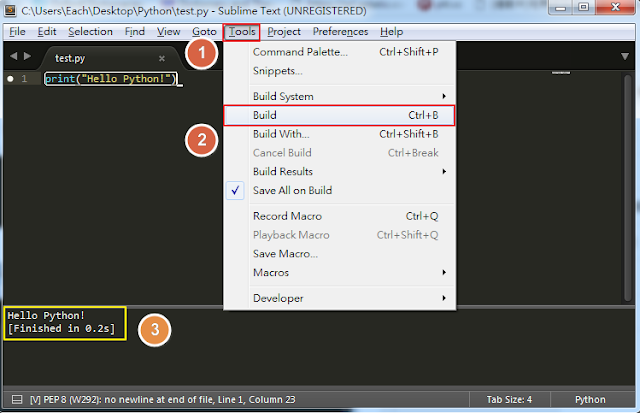 C:\Users\Each\Desktop\Python\test.py - Sublime Text (UNREGISTERED)
File Edit Selection Find View Goto Tools Project Preferences Help
1
test.py x
1 print("Hello Python!")
Command Palette... Ctrl+Shift+P
Snippets...
Build System
Build Ctrl+B
2
Build With... Ctrl+Shift+B
Cancel Build Ctrl+Break
Build Results
Save All on Build
Record Macro Ctrl+Q
Playback Macro Ctrl+Shift+Q
Save Macro...
Macros
Developer
Hello Python!
[Finished in 0.2s]
3
[V] PEP 8 (W292): no newline at end of file, Line 1, Column 23
Tab Size: 4
Python